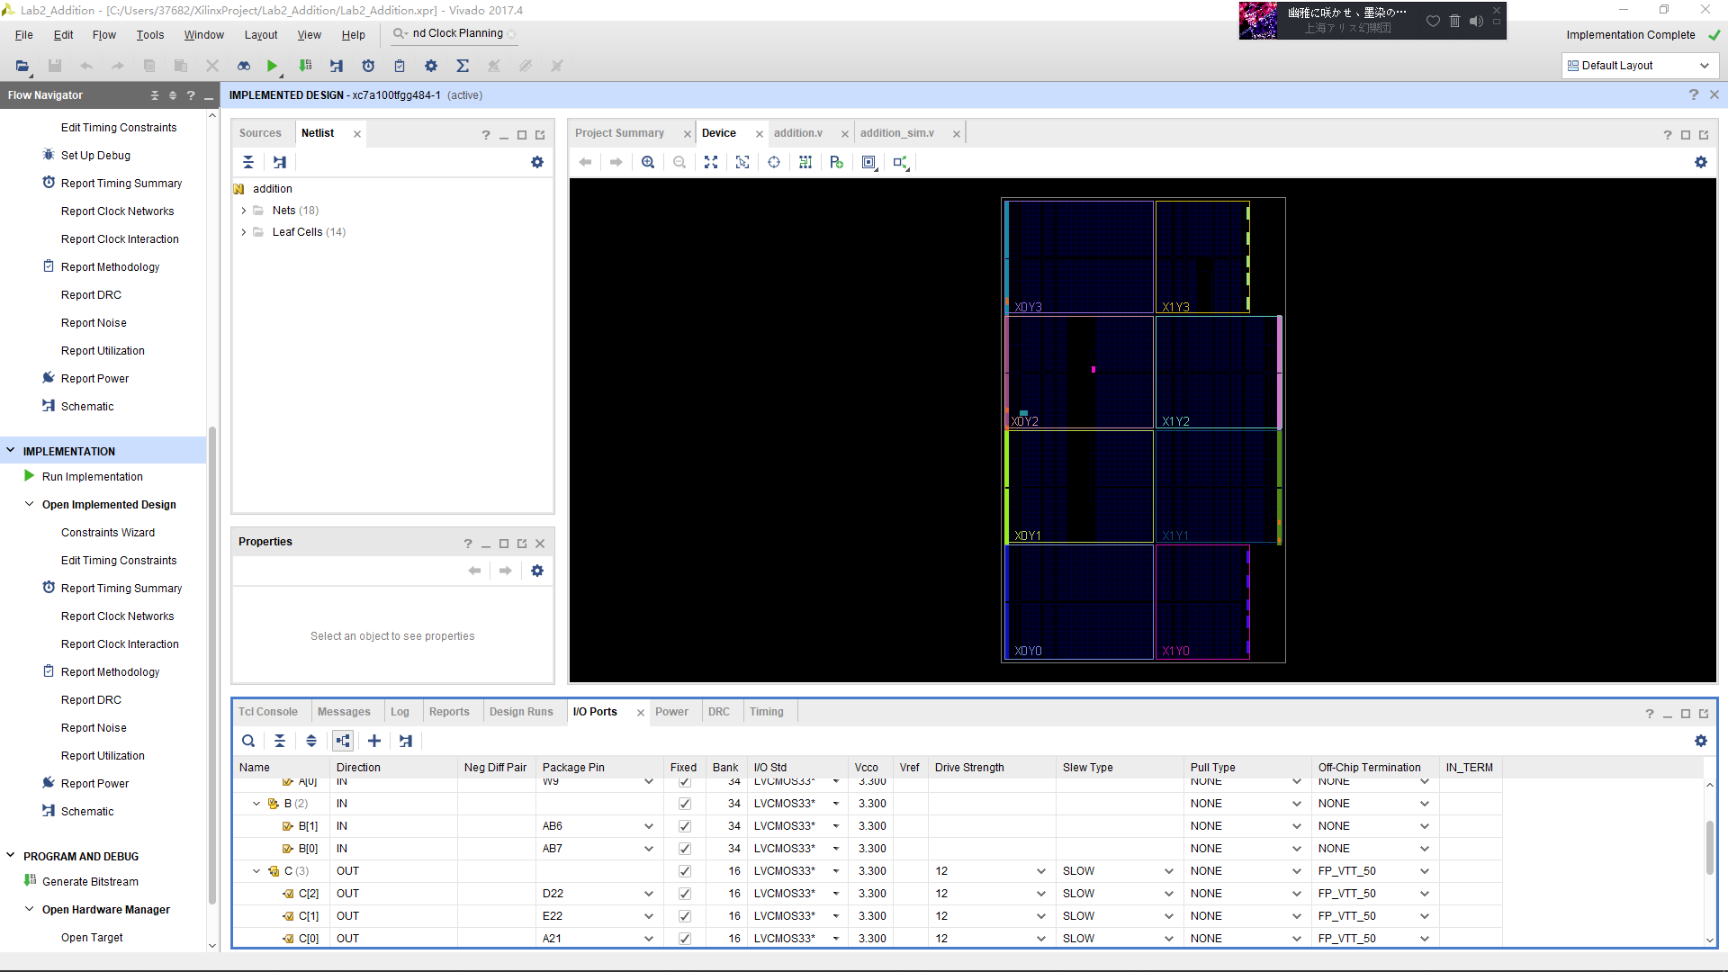 Lab2_Addition - [C:/Users/37682/XilinxProject/Lab2_Addition/Lab2_Addition.xpr] - Vivado 2017.4
幽雅に咲かせ、墨染の…
上海アリス幻樂団
File Edit Flow Tools Window Layout View Help
nd Clock Planning
Implementation Complete
Default Layout
Flow Navigator
IMPLEMENTED DESIGN - xc7a100tfgg484-1 (active)
Edit Timing Constraints
Set Up Debug
Report Timing Summary
Report Clock Networks
Report Clock Interaction
Report Methodology
Report DRC
Report Noise
Report Utilization
Report Power
Schematic
IMPLEMENTATION
Run Implementation
Open Implemented Design
Constraints Wizard
Edit Timing Constraints
Report Timing Summary
Report Clock Networks
Report Clock Interaction
Report Methodology
Report DRC
Report Noise
Report Utilization
Report Power
Schematic
PROGRAM AND DEBUG
Generate Bitstream
Open Hardware Manager
Open Target
Sources Netlist
addition
Nets (18)
Leaf Cells (14)
Properties
Select an object to see properties
Project Summary Device addition.v addition_sim.v
X0Y3 X1Y3
X0Y2 X1Y2
X0Y1 X1Y1
X0Y0 X1Y0
Tcl Console Messages Log Reports Design Runs I/O Ports Power DRC Timing
Name Direction Neg Diff Pair Package Pin Fixed Bank I/O Std Vcco Vref Drive Strength Slew Type Pull Type Off-Chip Termination IN_TERM
A[0] IN W9 34 LVCMOS33* 3.300 NONE NONE
B (2) IN 34 LVCMOS33* 3.300 NONE NONE
B[1] IN AB6 34 LVCMOS33* 3.300 NONE NONE
B[0] IN AB7 34 LVCMOS33* 3.300 NONE NONE
C (3) OUT 16 LVCMOS33* 3.300 12 SLOW NONE FP_VTT_50
C[2] OUT D22 16 LVCMOS33* 3.300 12 SLOW NONE FP_VTT_50
C[1] OUT E22 16 LVCMOS33* 3.300 12 SLOW NONE FP_VTT_50
C[0] OUT A21 16 LVCMOS33* 3.300 12 SLOW NONE FP_VTT_50